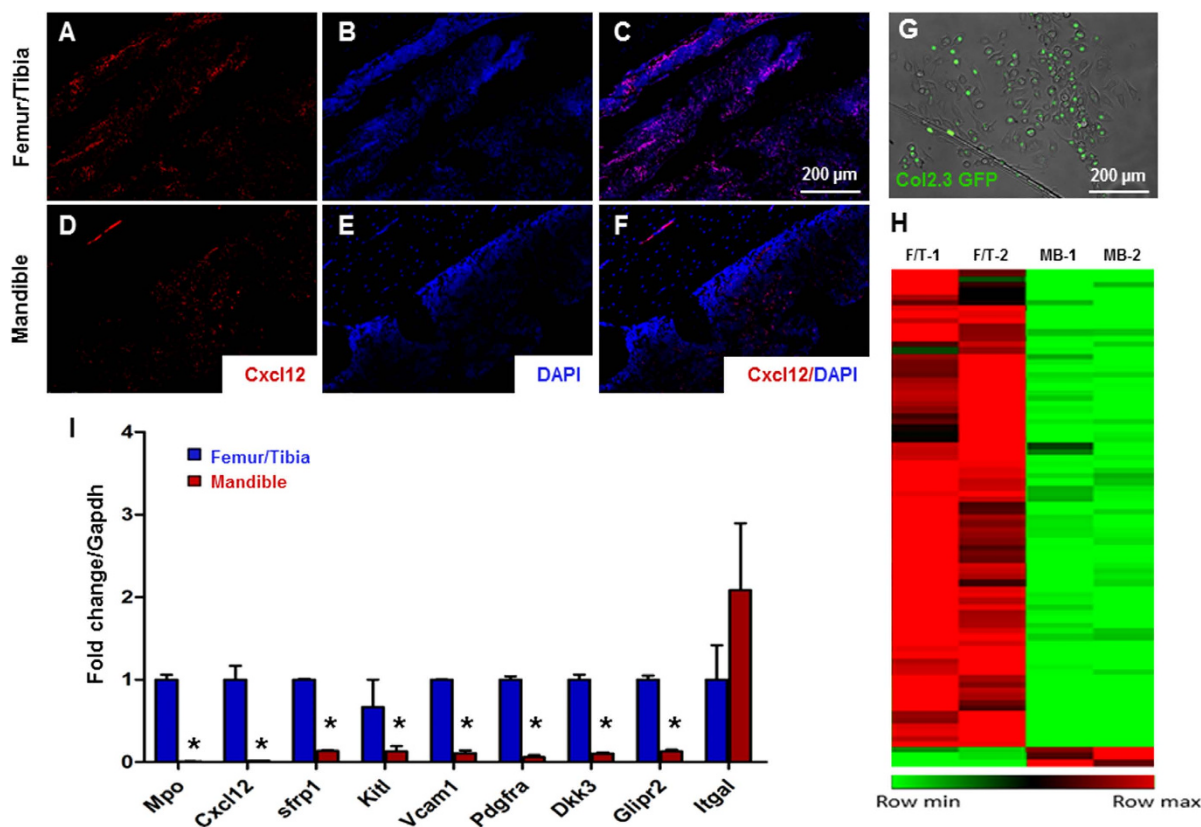 A
B
C
G
Femur/Tibia
200 µm
Col2.3 GFP
200 µm
D
E
F
Mandible
Cxcl12
DAPI
Cxcl12/DAPI
H
F/T-1 F/T-2 MB-1 MB-2
Row min Row max
I
Fold change/Gapdh
4
3
2
1
0
Femur/Tibia
Mandible
* * * * * * * *
Mpo
Cxcl12
sfrp1
Kitl
Vcam1
Pdgfra
Dkk3
Glipr2
Itgal